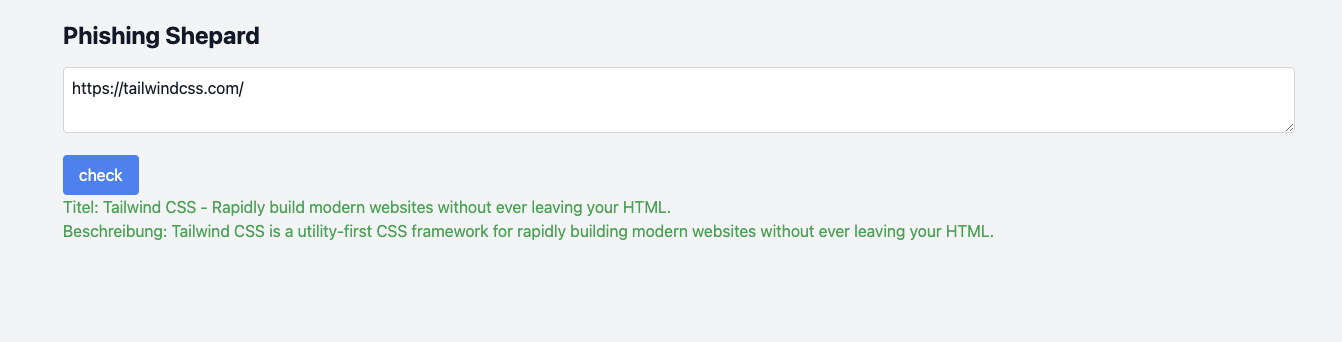 Phishing Shepard
https://tailwindcss.com/
check
Titel: Tailwind CSS - Rapidly build modern websites without ever leaving your HTML.
Beschreibung: Tailwind CSS is a utility-first CSS framework for rapidly building modern websites without ever leaving your HTML.